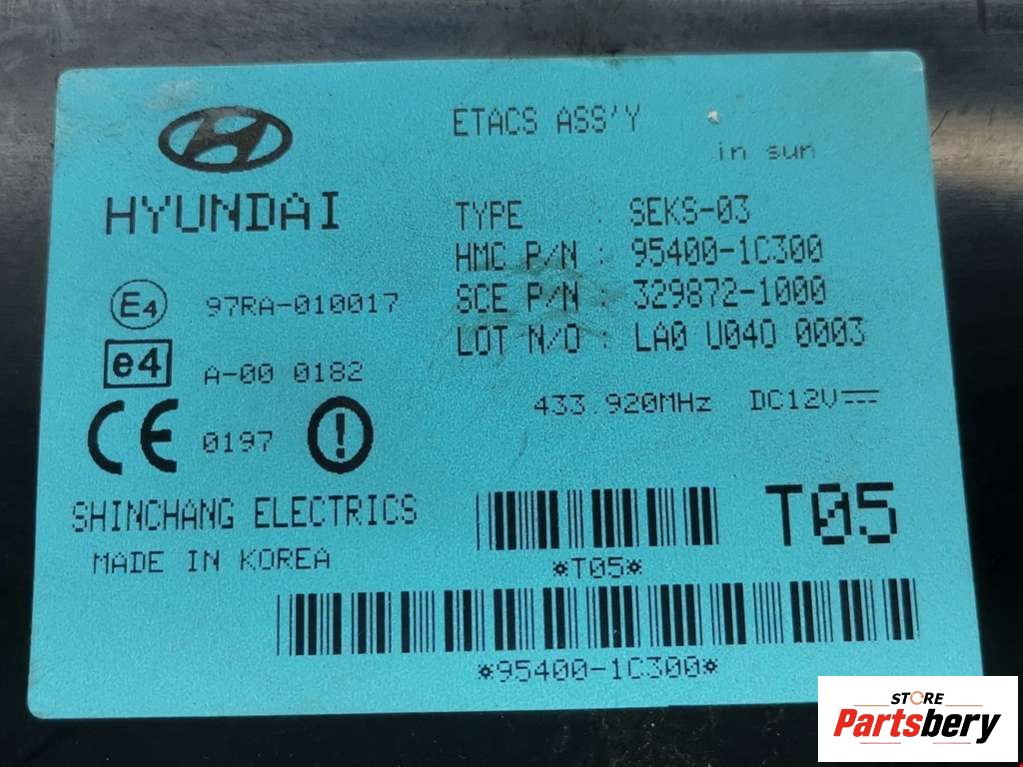 ETACS ASS'Y
in sun
HYUNDAI
TYPE : SEKS-03
HMC P/N : 95400-1C300
SCE P/N : 329872-1000
LOT N/O : LA0 U040 0003
E4 97RA-010017
e4 A-00 0182
433.920MHz DC12V
CE 0197
SHINCHANG ELECTRICS
MADE IN KOREA
T05
*T05*
*95400-1C300*
STORE
Partsbery